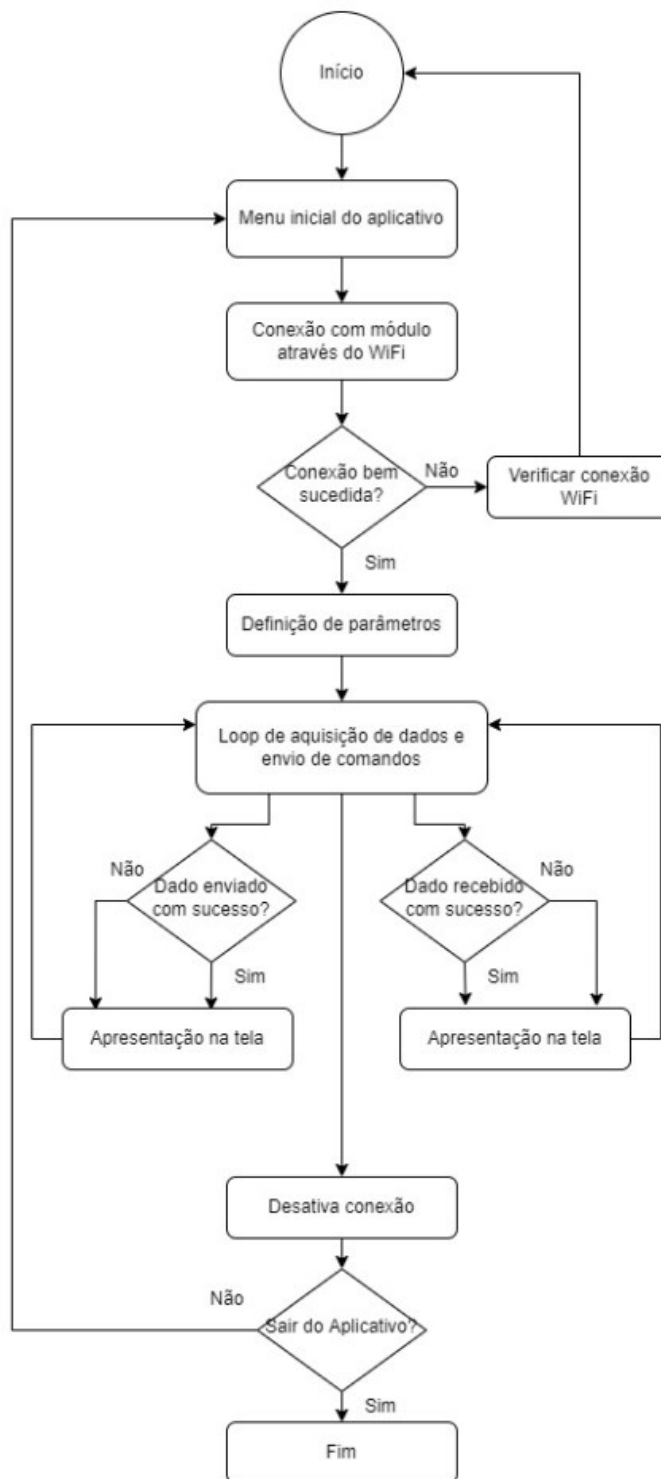 Início
Menu inicial do aplicativo
Conexão com módulo
através do WiFi
Conexão bem
sucedida?
Não
Verificar conexão
WiFi
Sim
Definição de parâmetros
Loop de aquisição de dados e
envio de comandos
Não
Dado enviado
com sucesso?
Sim
Apresentação na tela
Dado recebido
com sucesso?
Não
Sim
Apresentação na tela
Desativa conexão
Não
Sair do Aplicativo?
Sim
Fim